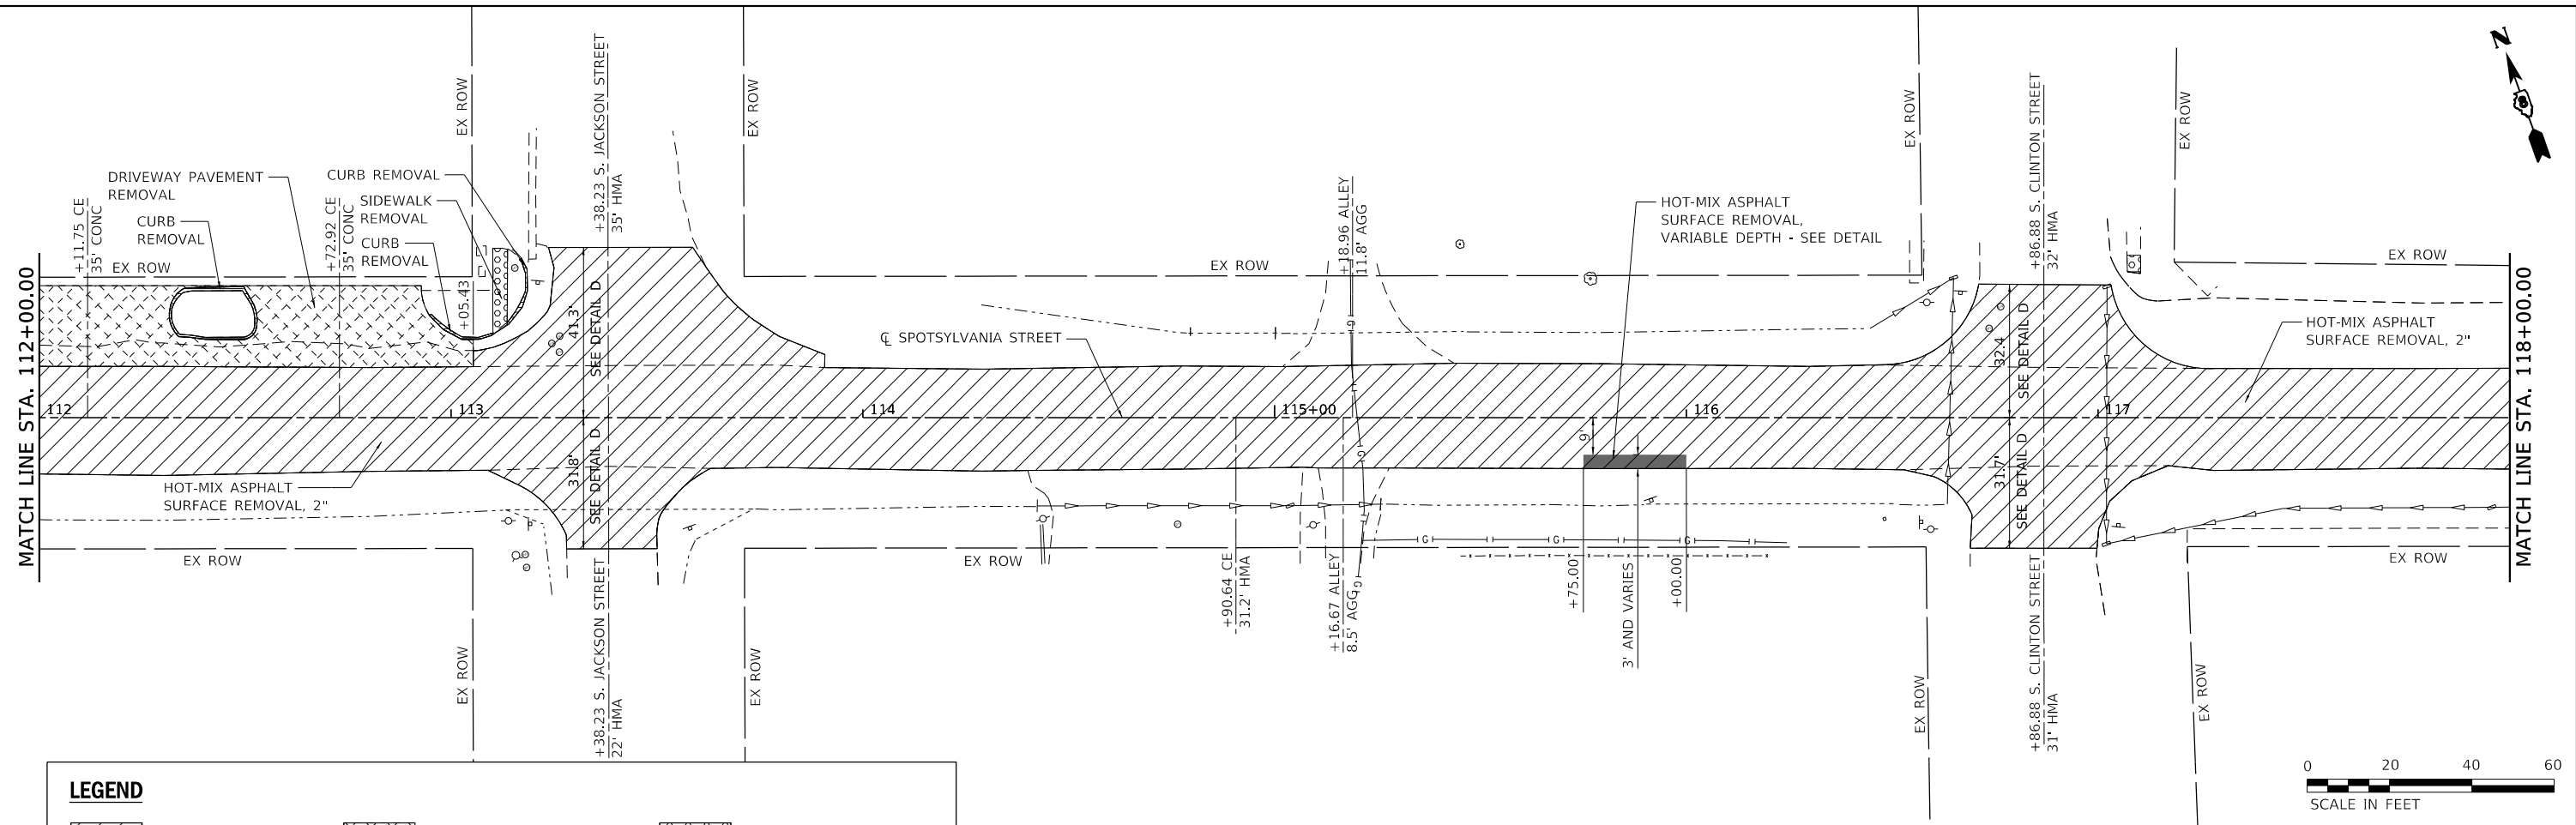 N
EX ROW
EX ROW
EX ROW
EX ROW
+38.23 S. JACKSON STREET
35' HMA
+86.88 S. CLINTON STREET
32' HMA
DRIVEWAY PAVEMENT
REMOVAL
CURB
REMOVAL
CURB REMOVAL
SIDEWALK
REMOVAL
CURB
REMOVAL
+11.75 CE
35' CONC
+72.92 CE
35' CONC
+05.43
EX ROW
EX ROW
EX ROW
+18.96 ALLEY
11.8' AGG
HOT-MIX ASPHALT
SURFACE REMOVAL,
VARIABLE DEPTH - SEE DETAIL
℄ SPOTSYLVANIA STREET
HOT-MIX ASPHALT
SURFACE REMOVAL, 2"
MATCH LINE STA. 112+00.00
MATCH LINE STA. 118+00.00
41.3'
SEE DETAIL D
32.4
SEE DETAIL D
G
G
112
113
114
115+00
116
117
31.8'
SEE DETAIL D
9'
31.7'
SEE DETAIL D
G
G
HOT-MIX ASPHALT
SURFACE REMOVAL, 2"
G
G
G
EX ROW
EX ROW
EX ROW
+38.23 S. JACKSON STREET
22' HMA
+90.64 CE
31.2' HMA
+16.67 ALLEY
8.5' AGG
+75.00
3' AND VARIES
+00.00
+86.88 S. CLINTON STREET
31' HMA
EX ROW
EX ROW
EX ROW
EX ROW
0 20 40 60
SCALE IN FEET
LEGEND